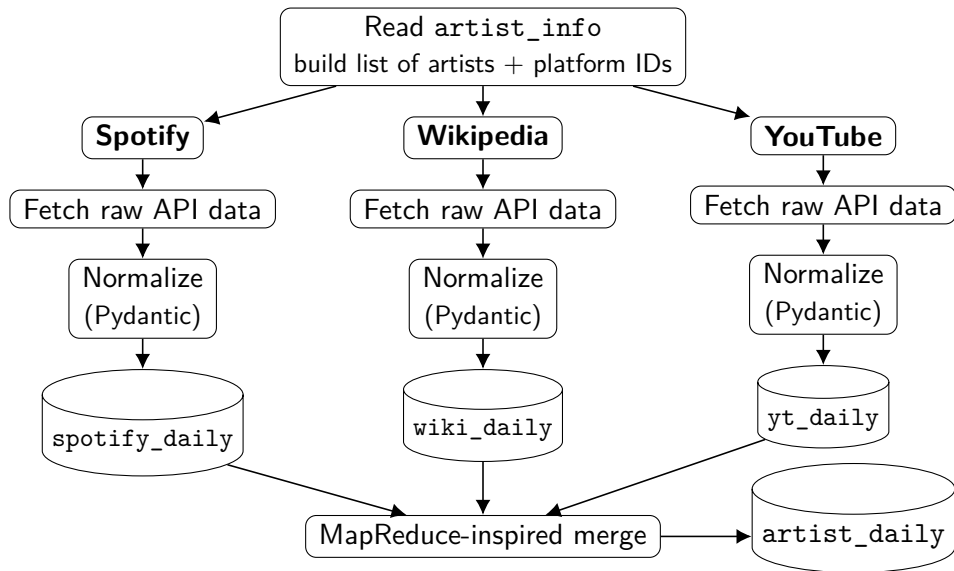 Read artist_info
build list of artists + platform IDs
Spotify
Wikipedia
YouTube
Fetch raw API data
Fetch raw API data
Fetch raw API data
Normalize
(Pydantic)
Normalize
(Pydantic)
Normalize
(Pydantic)
spotify_daily
wiki_daily
yt_daily
MapReduce-inspired merge
artist_daily